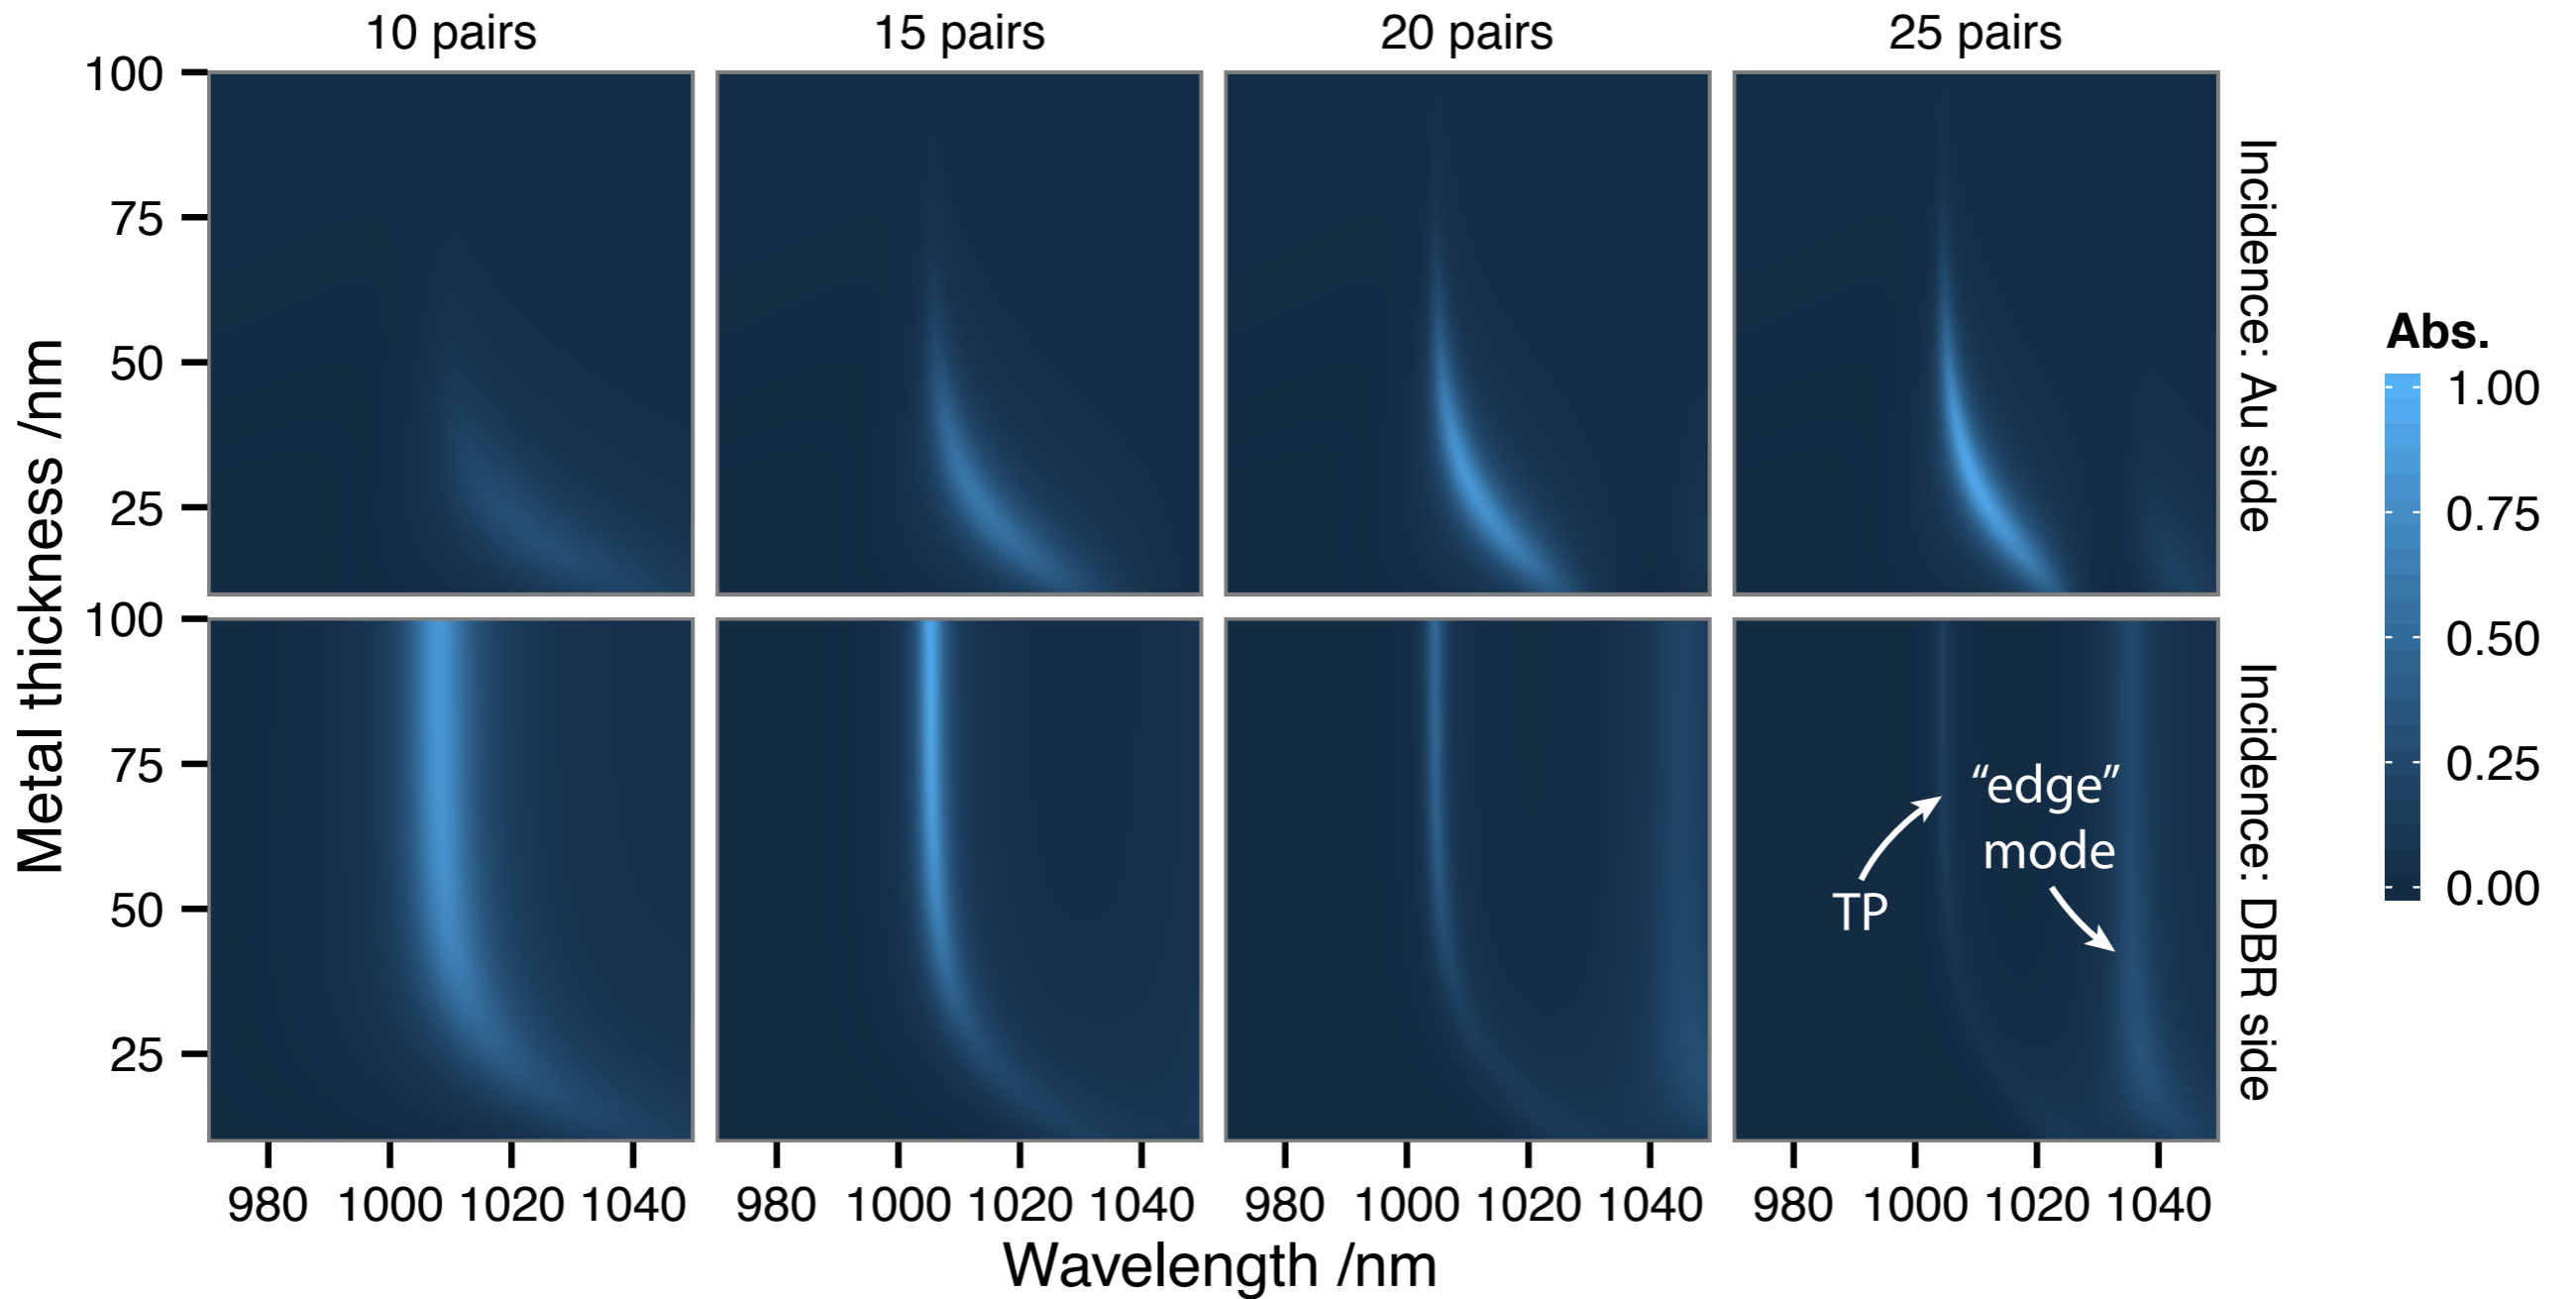 10 pairs 15 pairs 20 pairs 25 pairs
100
75
50
25
Incidence: Au side
100
75
50
25
Incidence: DBR side
Metal thickness /nm
TP
“edge”
mode
980 1000 1020 1040 980 1000 1020 1040 980 1000 1020 1040 980 1000 1020 1040
Wavelength /nm
Abs.
1.00
0.75
0.50
0.25
0.00